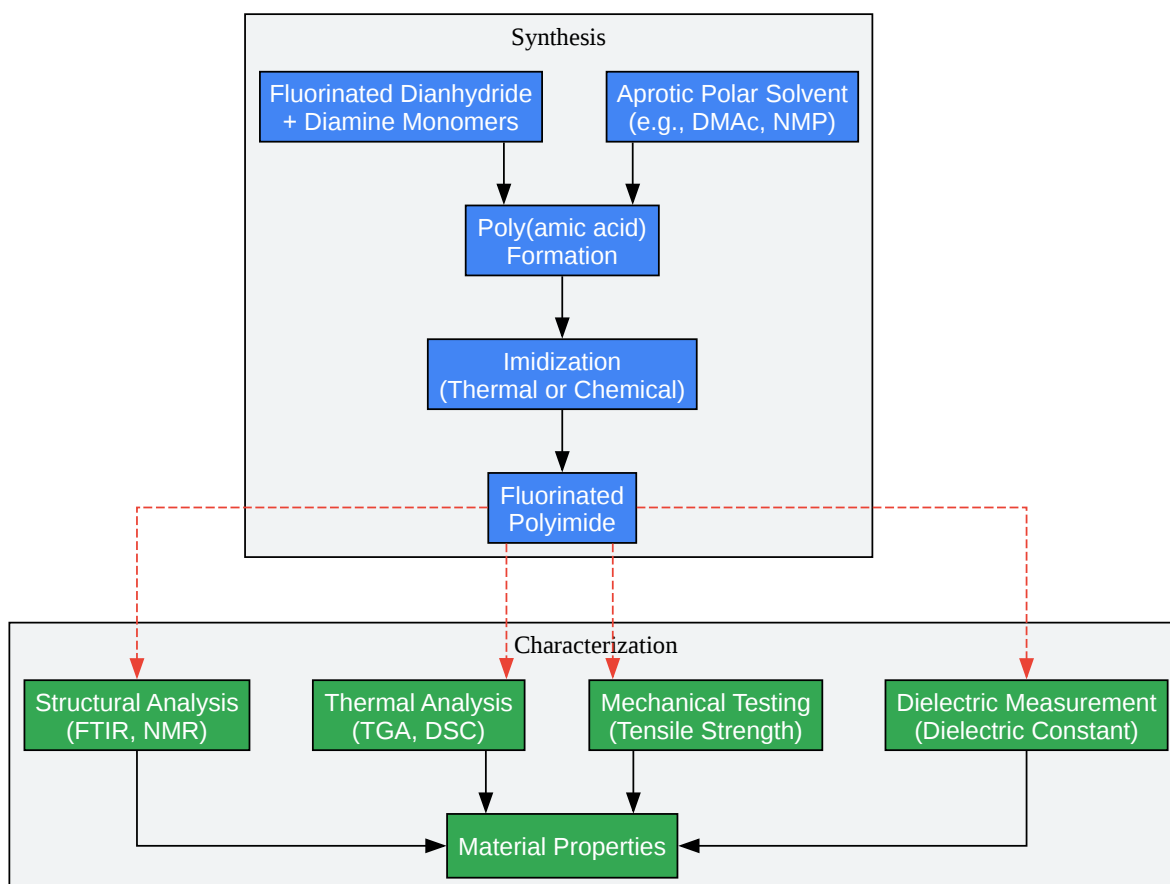 Synthesis
Fluorinated Dianhydride
+ Diamine Monomers
Aprotic Polar Solvent
(e.g., DMAc, NMP)
Poly(amic acid)
Formation
Imidization
(Thermal or Chemical)
Fluorinated
Polyimide
Characterization
Structural Analysis
(FTIR, NMR)
Thermal Analysis
(TGA, DSC)
Mechanical Testing
(Tensile Strength)
Dielectric Measurement
(Dielectric Constant)
Material Properties